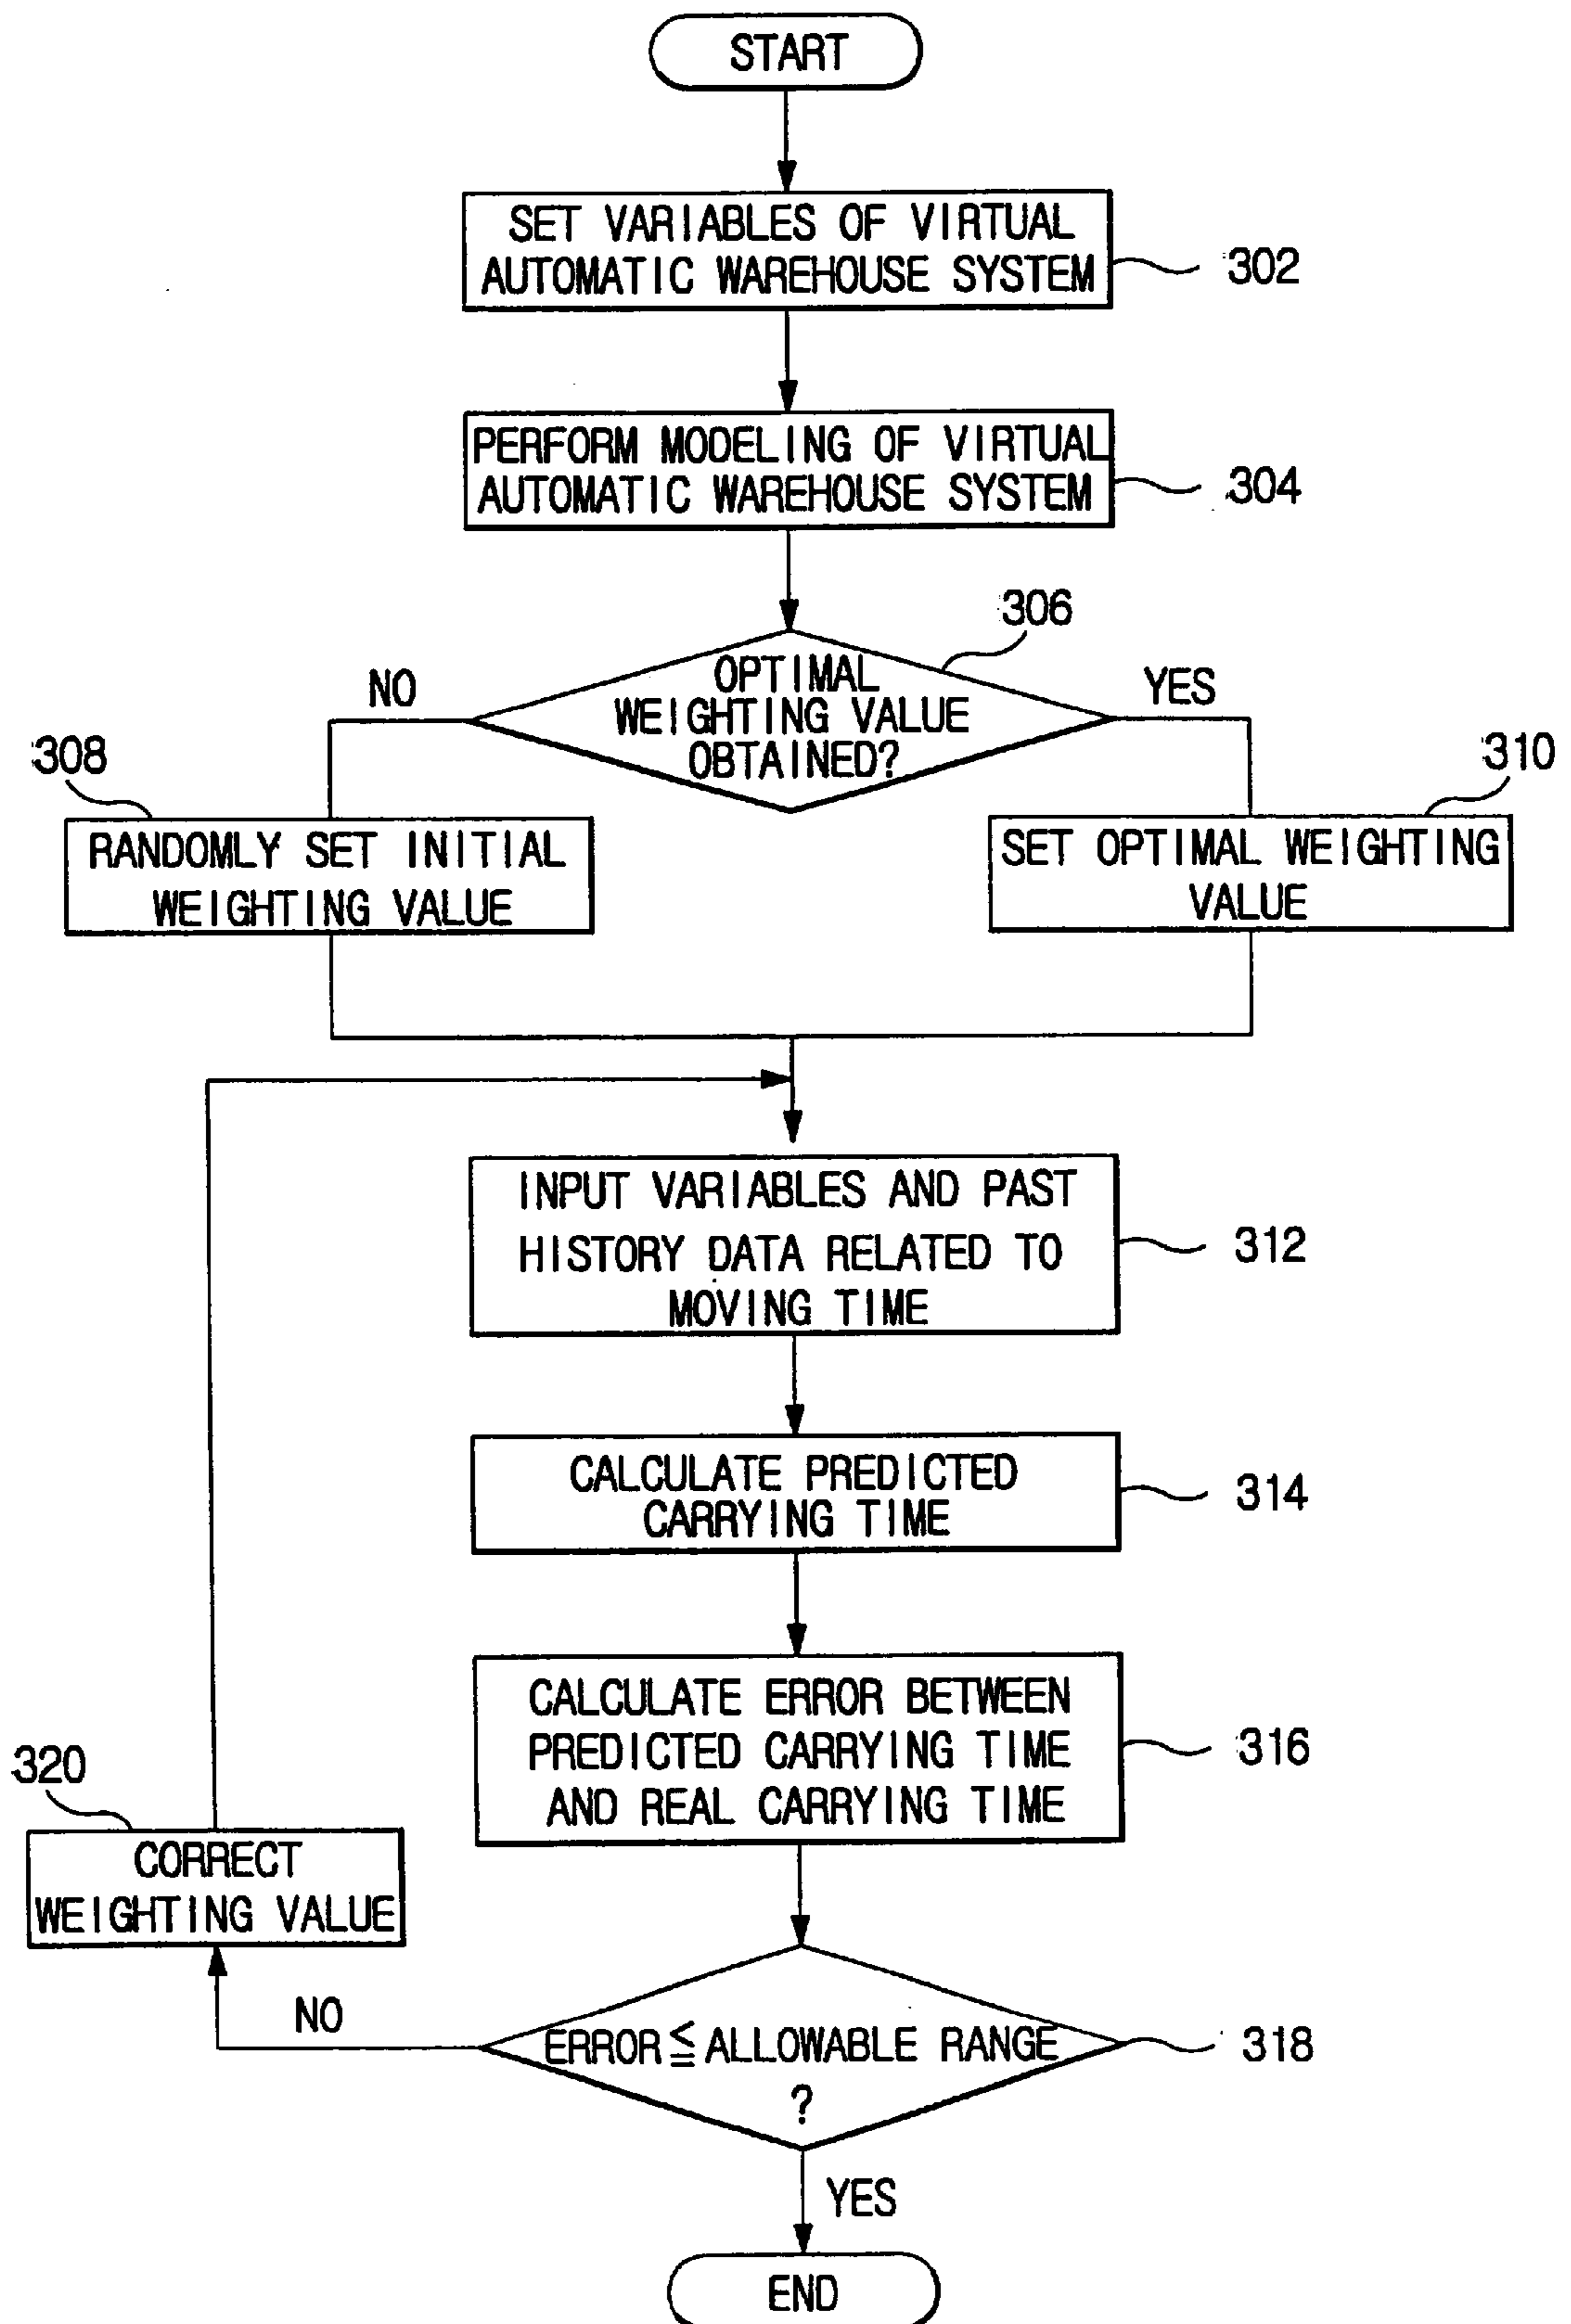 START
SET VARIABLES OF VIRTUAL
AUTOMATIC WAREHOUSE SYSTEM
302
PERFORM MODELING OF VIRTUAL
AUTOMATIC WAREHOUSE SYSTEM
304
306
OPTIMAL
WEIGHTING VALUE
OBTAINED?
NO
YES
308
RANDOMLY SET INITIAL
WEIGHTING VALUE
310
SET OPTIMAL WEIGHTING
VALUE
INPUT VARIABLES AND PAST
HISTORY DATA RELATED TO
MOVING TIME
312
CALCULATE PREDICTED
CARRYING TIME
314
CALCULATE ERROR BETWEEN
PREDICTED CARRYING TIME
AND REAL CARRYING TIME
316
320
CORRECT
WEIGHTING VALUE
NO
ERROR≦ALLOWABLE RANGE
?
318
YES
END